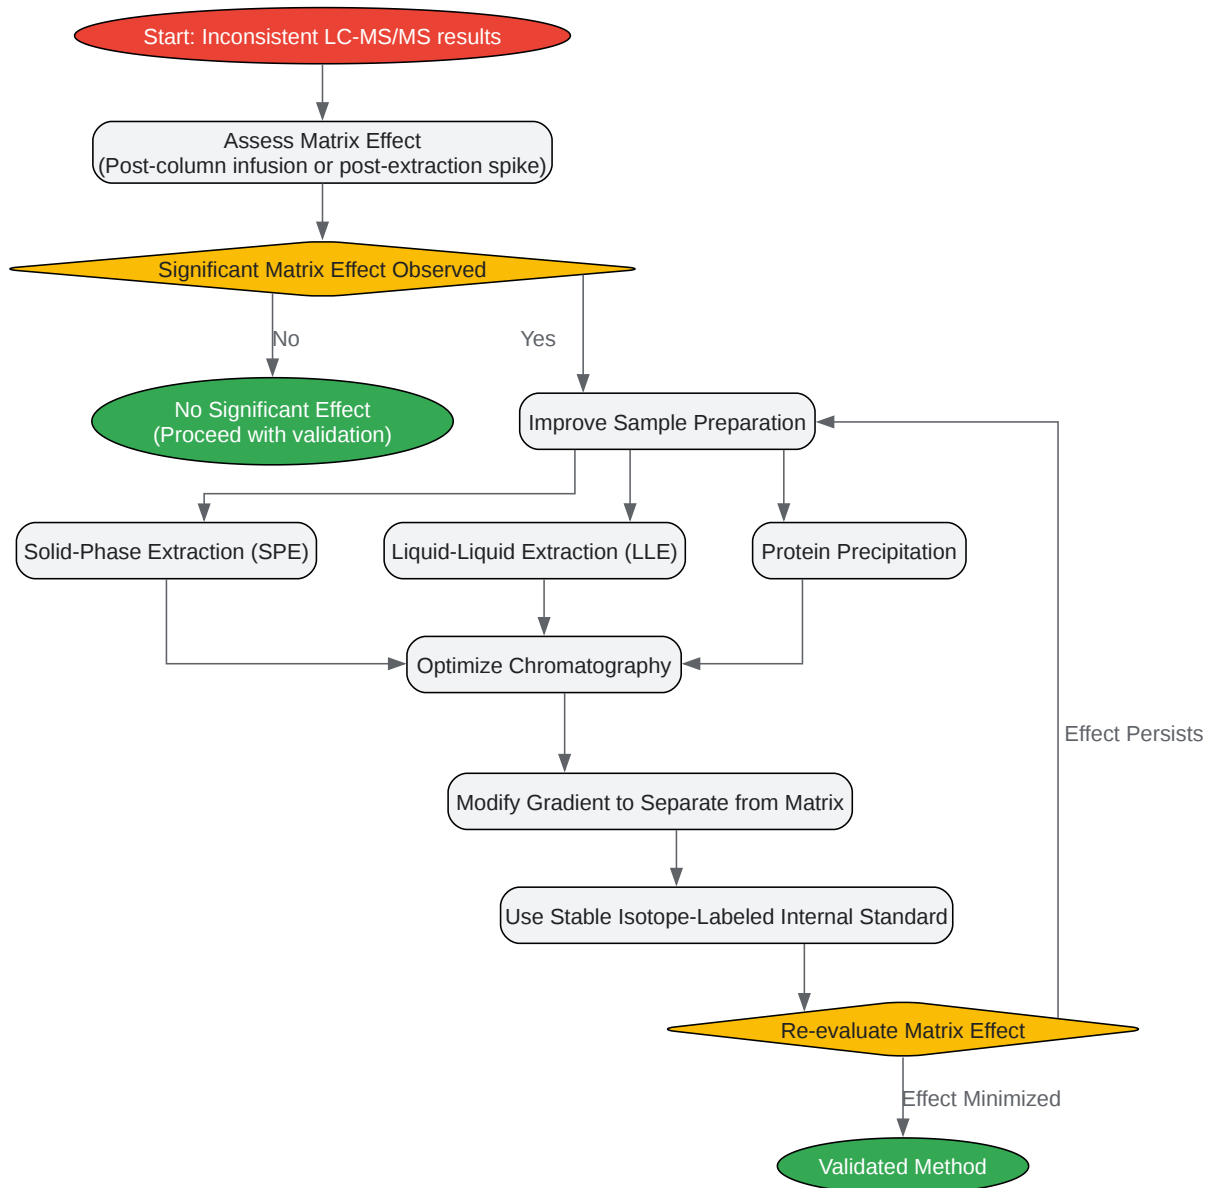 Start: Inconsistent LC-MS/MS results
Assess Matrix Effect
(Post-column infusion or post-extraction spike)
Significant Matrix Effect Observed
No
Yes
No Significant Effect
(Proceed with validation)
Improve Sample Preparation
Solid-Phase Extraction (SPE)
Liquid-Liquid Extraction (LLE)
Protein Precipitation
Optimize Chromatography
Effect Persists
Modify Gradient to Separate from Matrix
Use Stable Isotope-Labeled Internal Standard
Re-evaluate Matrix Effect
Effect Minimized
Validated Method